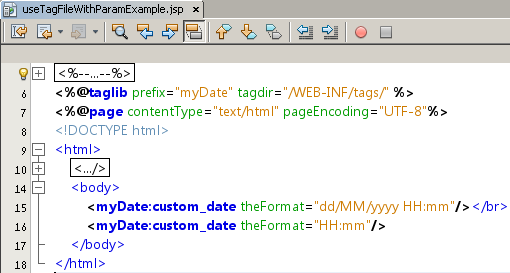 useTagFileWithParamExample.jsp
<%--...--%>
6 <%@taglib prefix="myDate" tagdir="/WEB-INF/tags/" %>
7 <%@page contentType="text/html" pageEncoding="UTF-8"%>
8 <!DOCTYPE html>
9 <html>
10 <.../>
14 <body>
15 <myDate:custom_date theFormat="dd/MM/yyyy HH:mm"/></br>
16 <myDate:custom_date theFormat="HH:mm"/>
17 </body>
18 </html>